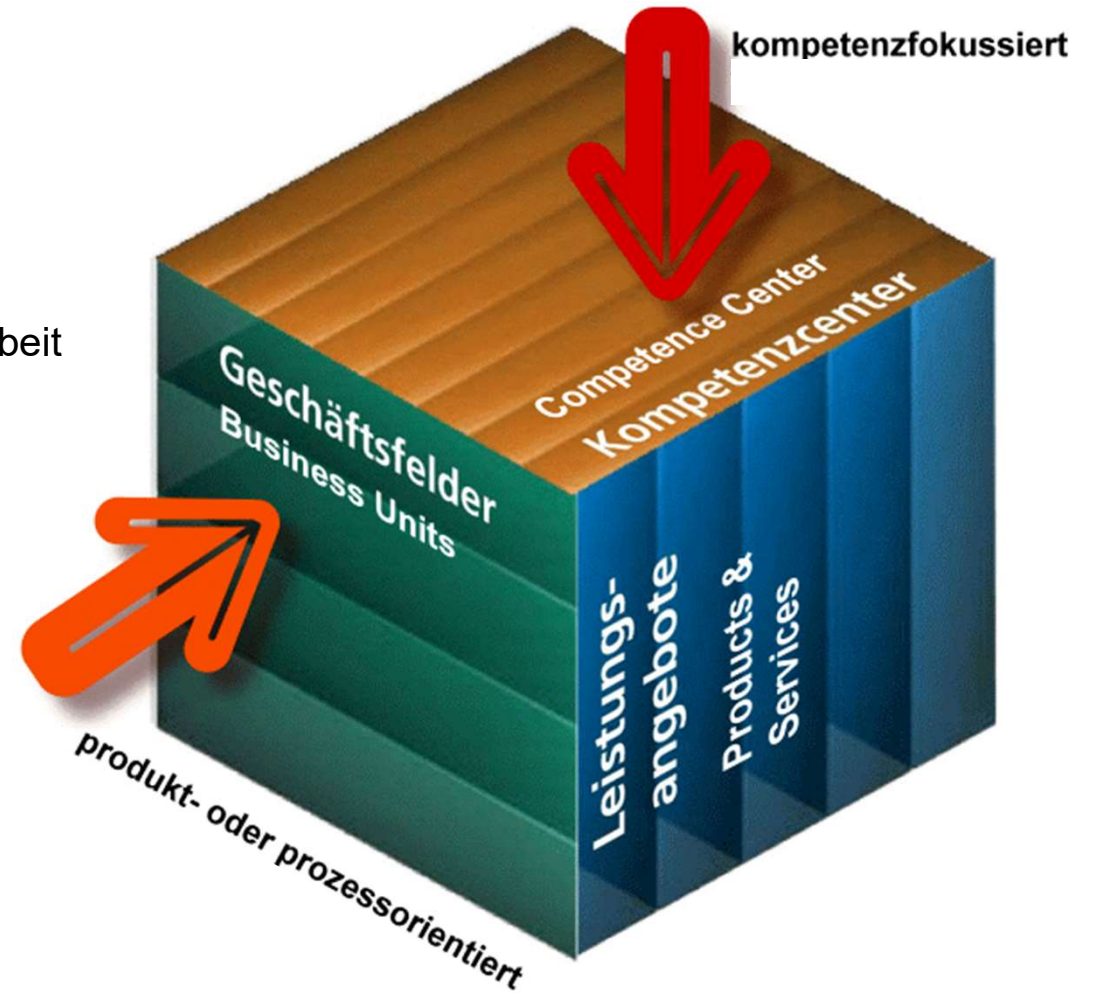 kompetenzfokussiert
beit
Competence Center
Kompetenzcenter
Geschäftsfelder
Business Units
Leistungs-
angebote
Products &
Services
produkt- oder prozessorientiert